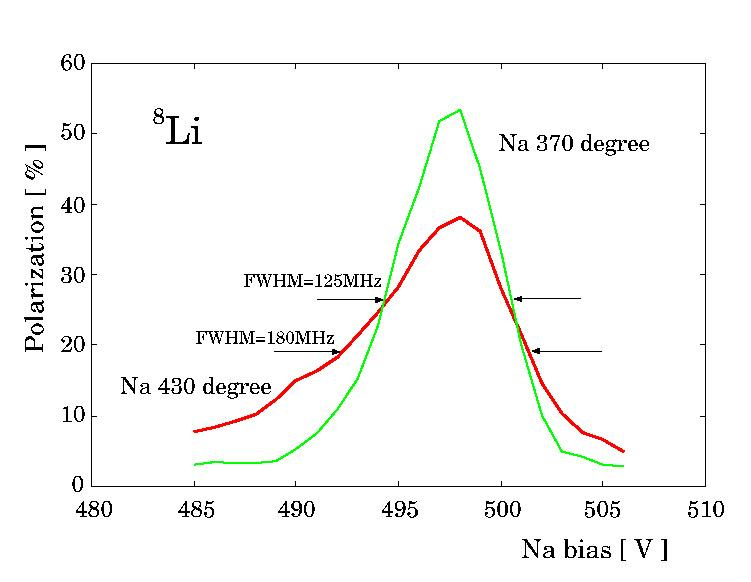 60
⁸Li
50
Na 370 degree
Polarization [ % ]
40
30
FWHM=125MHz
20
FWHM=180MHz
Na 430 degree
10
0
480 485 490 495 500 505 510
Na bias [ V ]